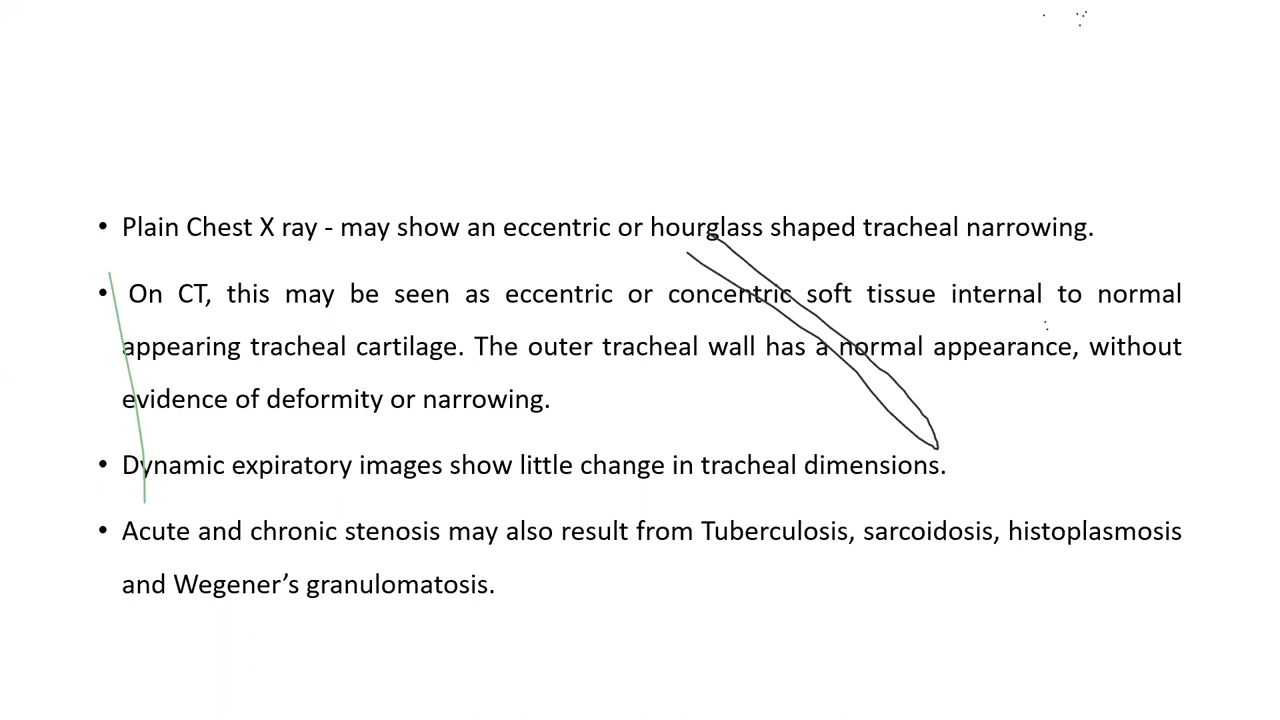 • Plain Chest X ray - may show an eccentric or hourglass shaped tracheal narrowing.
• On CT, this may be seen as eccentric or concentric soft tissue internal to normal
appearing tracheal cartilage. The outer tracheal wall has a normal appearance, without
evidence of deformity or narrowing.
• Dynamic expiratory images show little change in tracheal dimensions.
• Acute and chronic stenosis may also result from Tuberculosis, sarcoidosis, histoplasmosis
and Wegener’s granulomatosis.